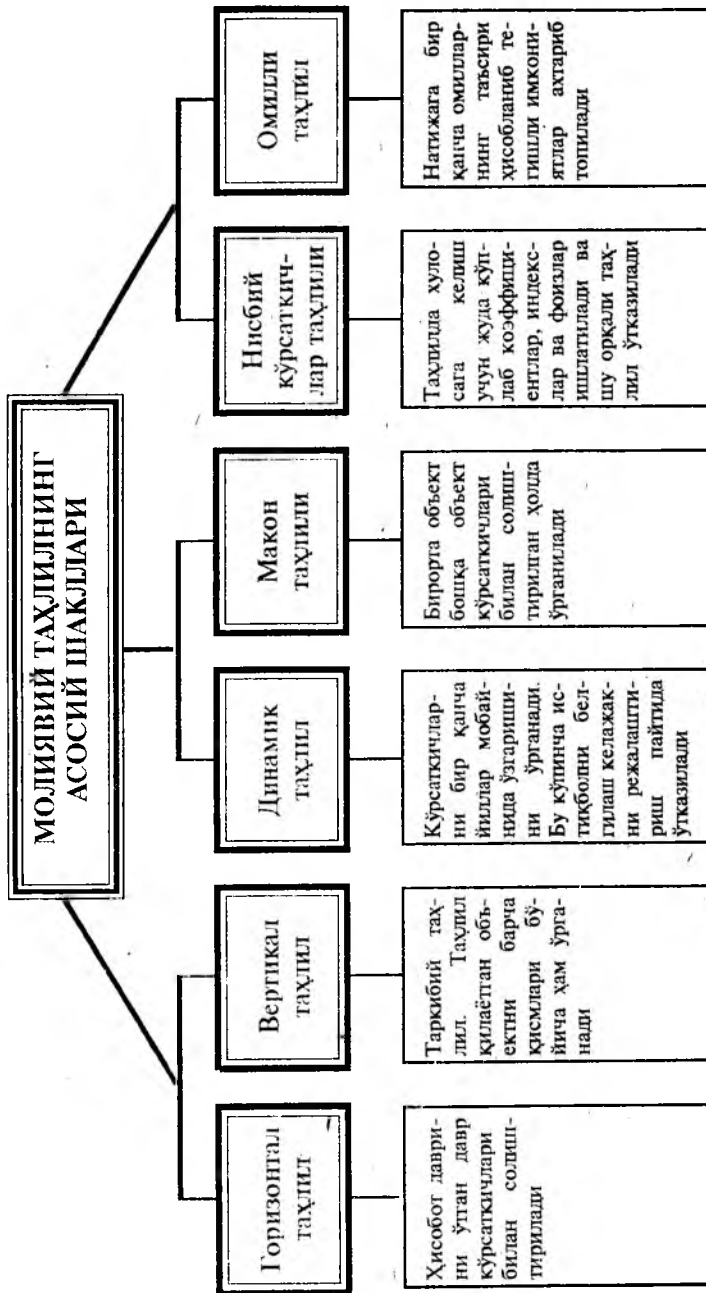 МОЛИЯВИЙ ТАҲЛИЛНИНГ
АСОСИЙ ШАКЛЛАРИ
Горизонтал
таҳлил
Вертикал
таҳлил
Динамик
таҳлил
Макон
таҳлили
Нисбий
кўрсаткич-
лар таҳлили
Омилли
таҳлил
Ҳисобот даври-
ни ўтган давр
кўрсаткичлари
билан солиш-
тирилади
Таркибий таҳ-
лил. Таҳлил
қилаётган объ-
ектни барча
қисмлари бў-
йича ҳам ўрга-
нади
Кўрсаткичлар-
ни бир қанча
йиллар мобай-
нида ўзгариши-
ни ўрганади.
Бу кўпинча ис-
тиқболни бел-
гилаш келажак-
ни режалашти-
риш пайтида
ўтказилади
Бирорта объект
бошқа объект
кўрсаткичлари
билан солиш-
тирилган ҳолда
ўрганилади
Таҳлилда хуло-
сага келиш
учун жуда кўп-
лаб коэффици-
ентлар, индекс-
лар ва фоизлар
ишлатилади ва
шу орқали таҳ-
лил ўтказилади
Натижага бир
қанча омиллар-
нинг таъсири
ҳисобланиб те-
гишли имкони-
ятлар ахтариб
топилади